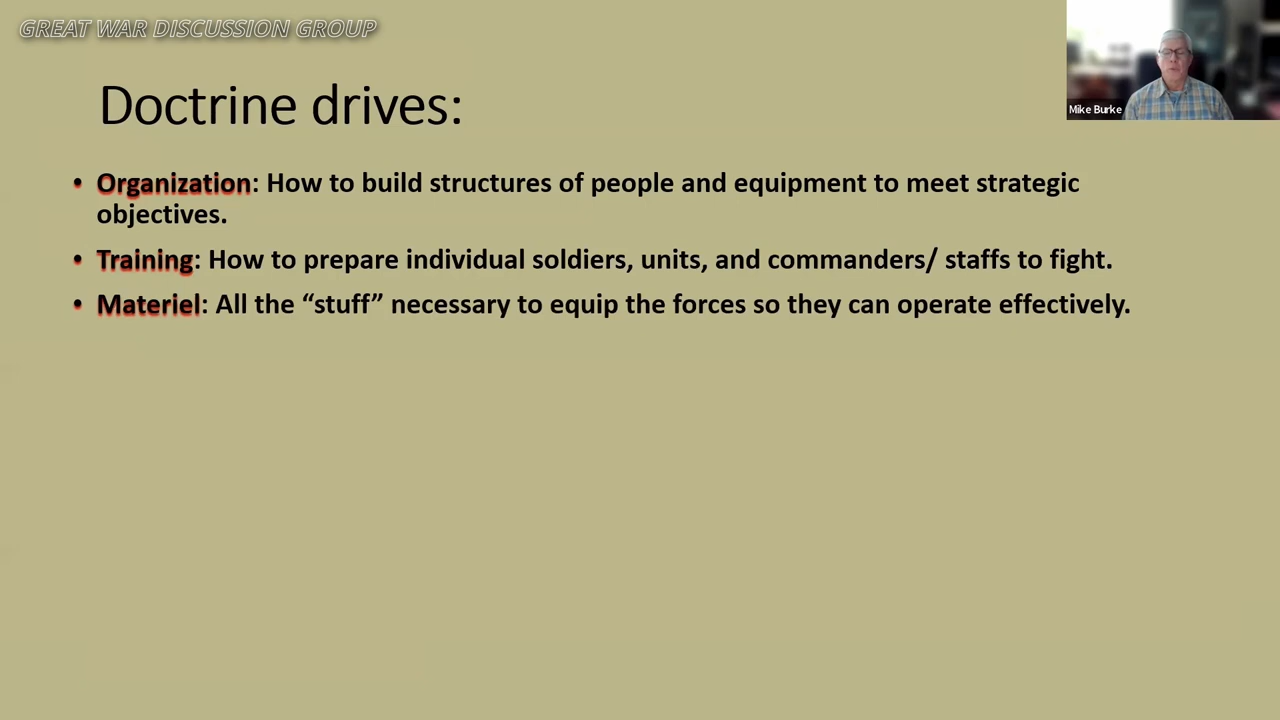 GREAT WAR DISCUSSION GROUP
Mike Burke
Doctrine drives:
• Organization: How to build structures of people and equipment to meet strategic
objectives.
• Training: How to prepare individual soldiers, units, and commanders/ staffs to fight.
• Materiel: All the “stuff” necessary to equip the forces so they can operate effectively.